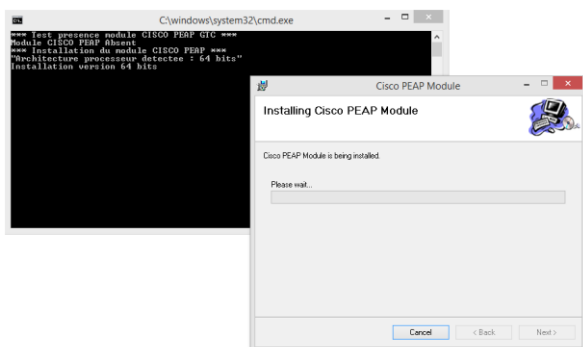 C:\windows\system32\cmd.exe
*** Test presence module CISCO PEAP GTC ***
Module CISCO PEAP Absent
*** Installation du module CISCO PEAP ***
"Architecture processeur detectee : 64 bits"
Installation version 64 bits
Cisco PEAP Module
Installing Cisco PEAP Module
Cisco PEAP Module is being installed.
Please wait...
Cancel
< Back
Next >